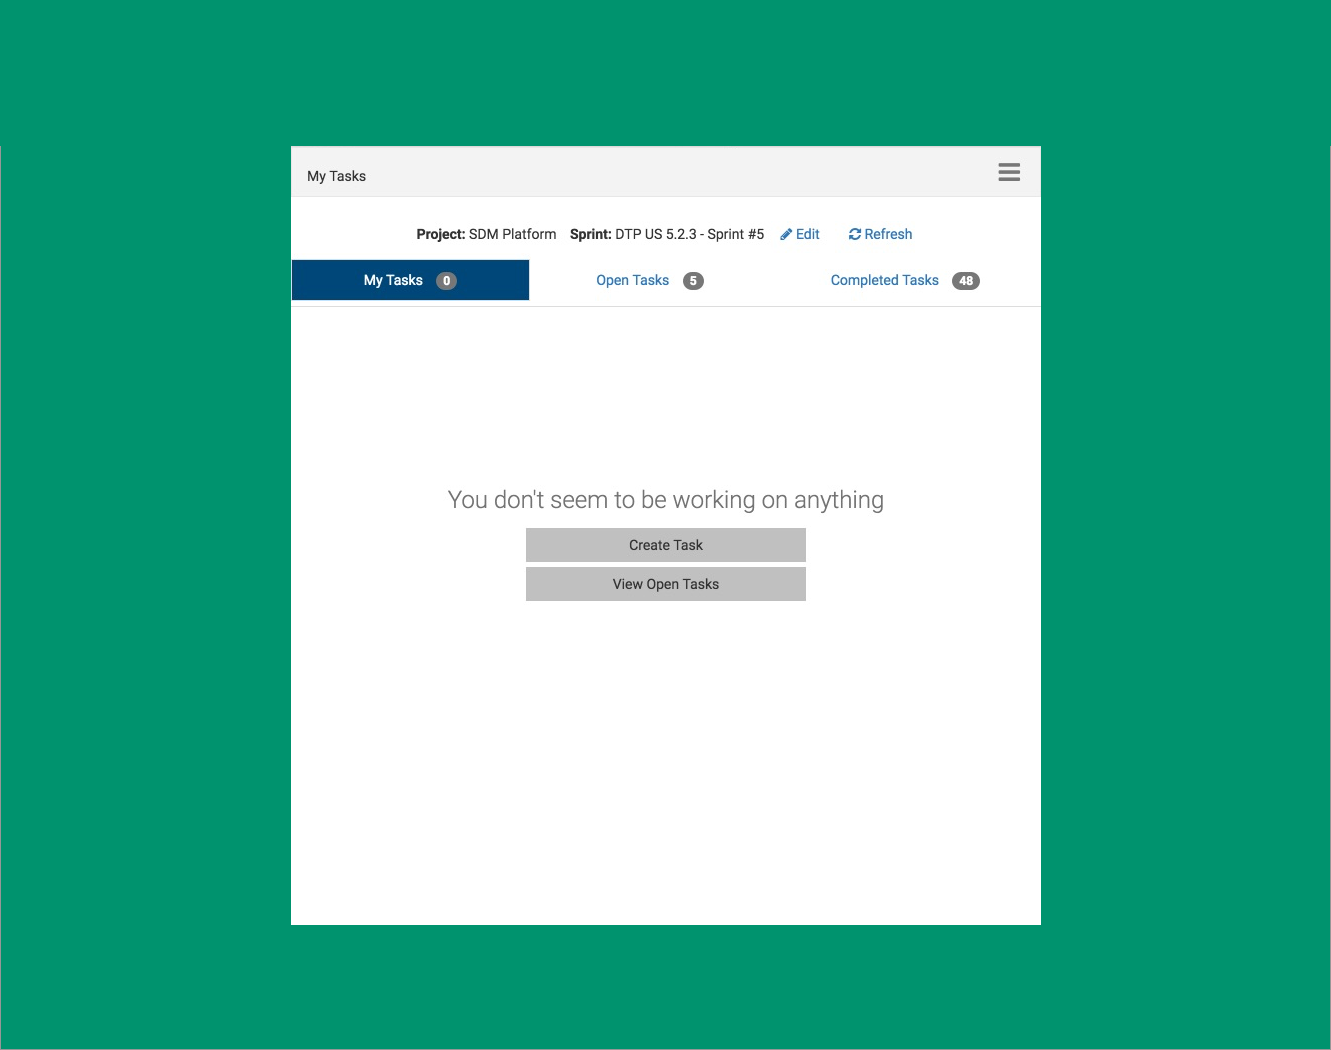 My Tasks
Project: SDM Platform Sprint: DTP US 5.2.3 - Sprint #5 Edit Refresh
My Tasks 0 Open Tasks 5 Completed Tasks 48
You don't seem to be working on anything
Create Task
View Open Tasks